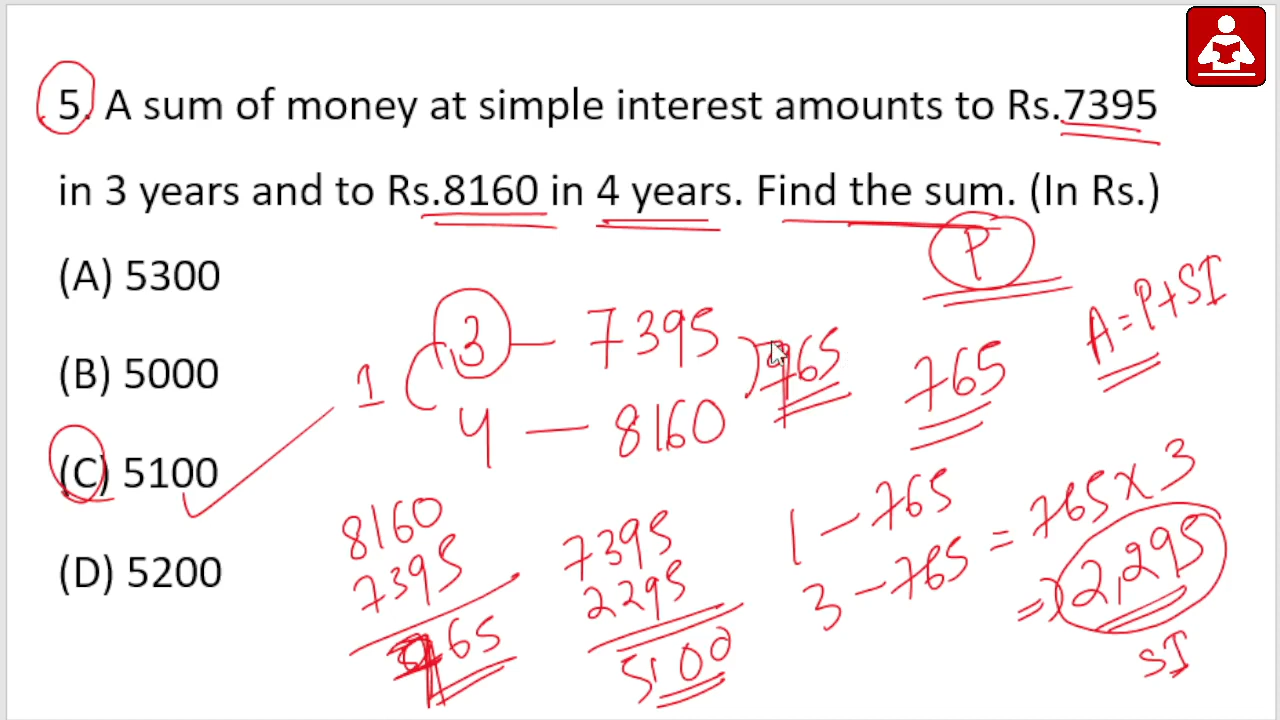 5. A sum of money at simple interest amounts to Rs.7395
in 3 years and to Rs.8160 in 4 years. Find the sum. (In Rs.)
P
(A) 5300
A = P+SI
3 – 7395
765
765
(B) 5000
1
4 – 8160
(C) 5100
8160
7395
765
7395
2295
5100
1 – 765
3 – 765 = 765 x 3
=) 2,295
SI
(D) 5200